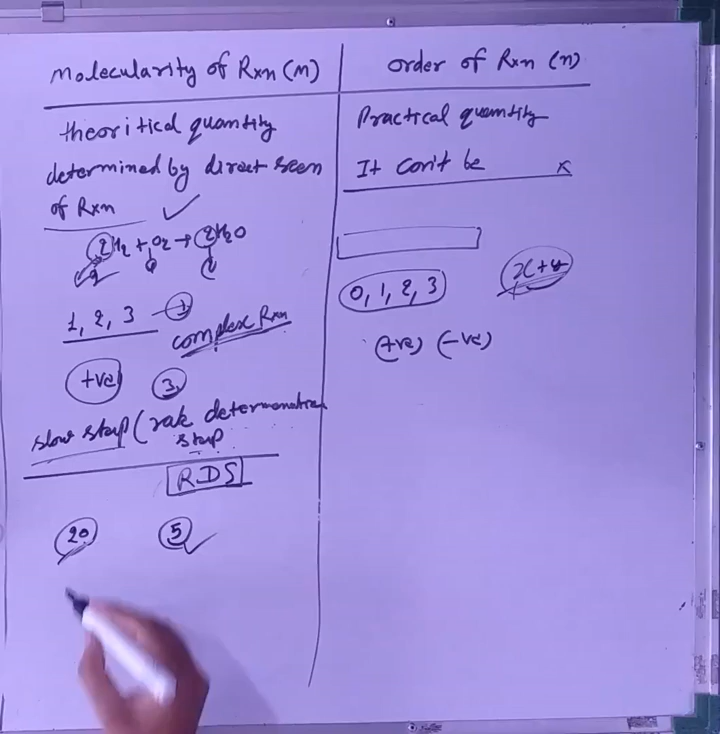 Molecularity of Rxn (m)
theoritical quantity
determined by direct seen
of Rxn ✓
2H2 + O2 → 2H2O
1, 2, 3
complex Rxn
+ve 3
slow step (rate
step
RDS
20 5 ✓
order of Rxn (n)
Practical quantity
It can't be x
0, 1, 2, 3 x+y
(+ve) (-ve)